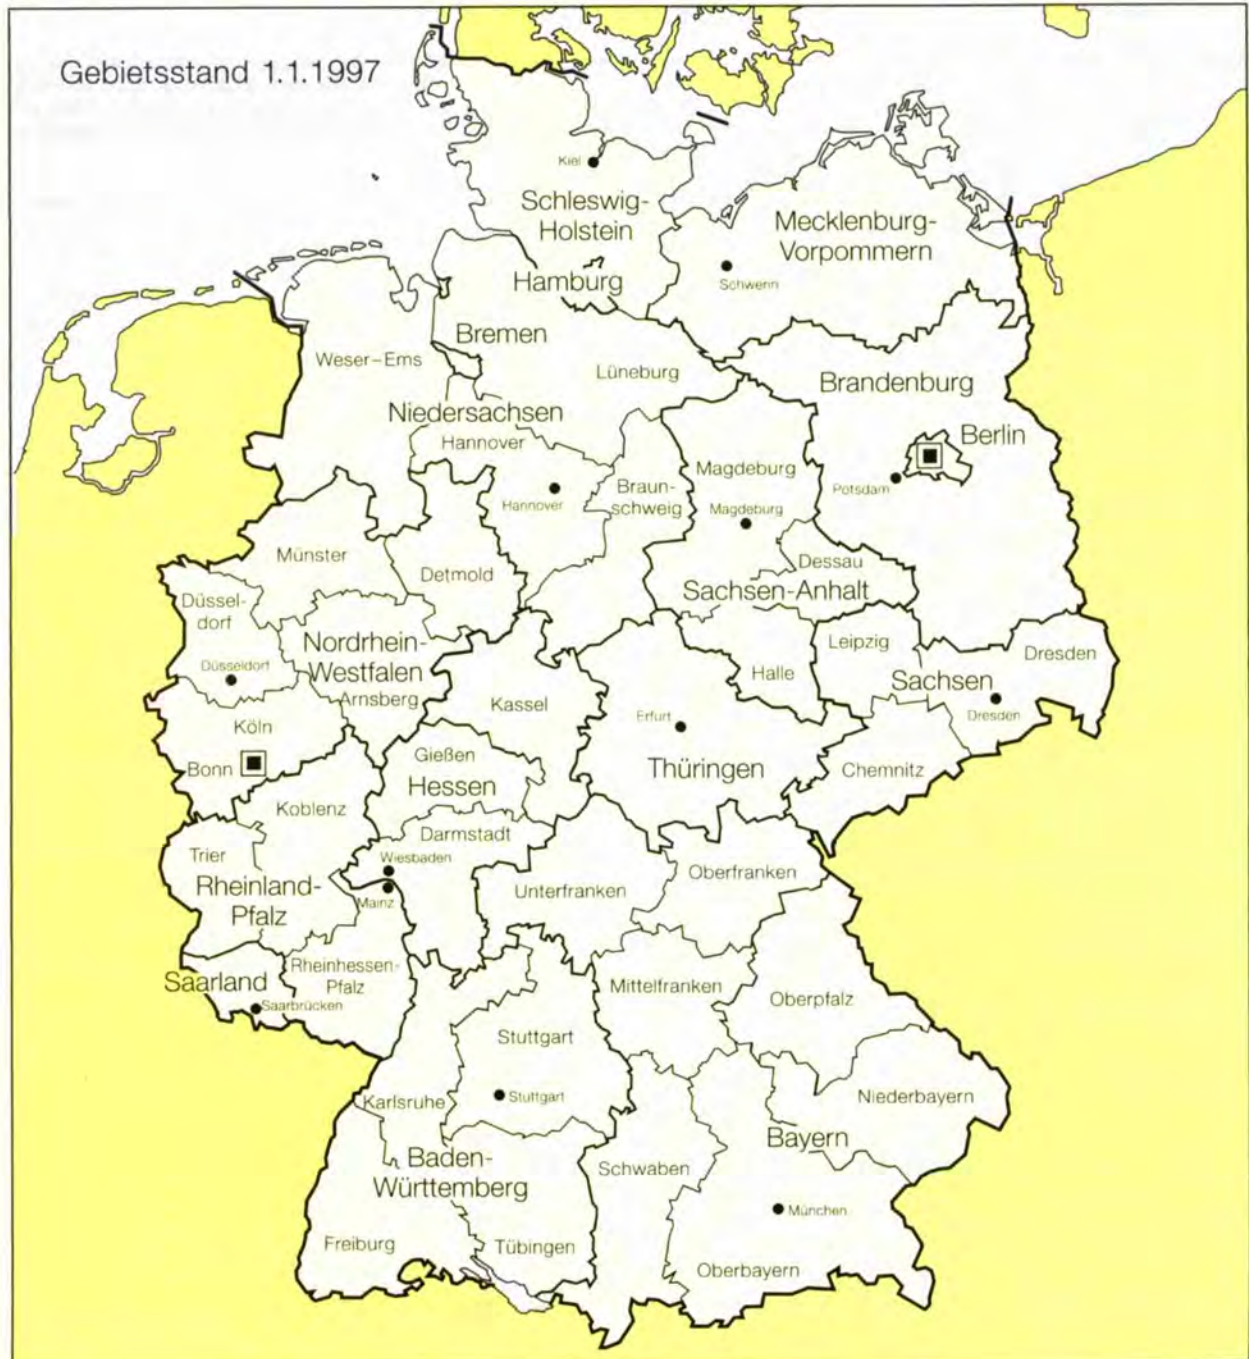 Gebietsstand 1.1.1997
Kiel
Schleswig-
Holstein
Mecklenburg-
Vorpommern
Schwerin
Hamburg
Bremen
Weser-Ems
Lüneburg
Niedersachsen
Hannover
Hannover
Braun-
schweig
Brandenburg
Berlin
Potsdam
Magdeburg
Magdeburg
Dessau
Sachsen-Anhalt
Halle
Münster
Detmold
Düssel-
dorf
Düsseldorf
Nordrhein-
Westfalen
Arnsberg
Köln
Bonn
Kassel
Gießen
Hessen
Darmstadt
Wiesbaden
Erfurt
Thüringen
Leipzig
Dresden
Sachsen
Dresden
Chemnitz
Koblenz
Trier
Rheinland-
Pfalz
Mainz
Rheinhessen-
Pfalz
Saarland
Saarbrücken
Unterfranken
Oberfranken
Mittelfranken
Oberpfalz
Stuttgart
Stuttgart
Karlsruhe
Baden-
Württemberg
Freiburg
Tübingen
Niederbayern
Bayern
Schwaben
München
Oberbayern